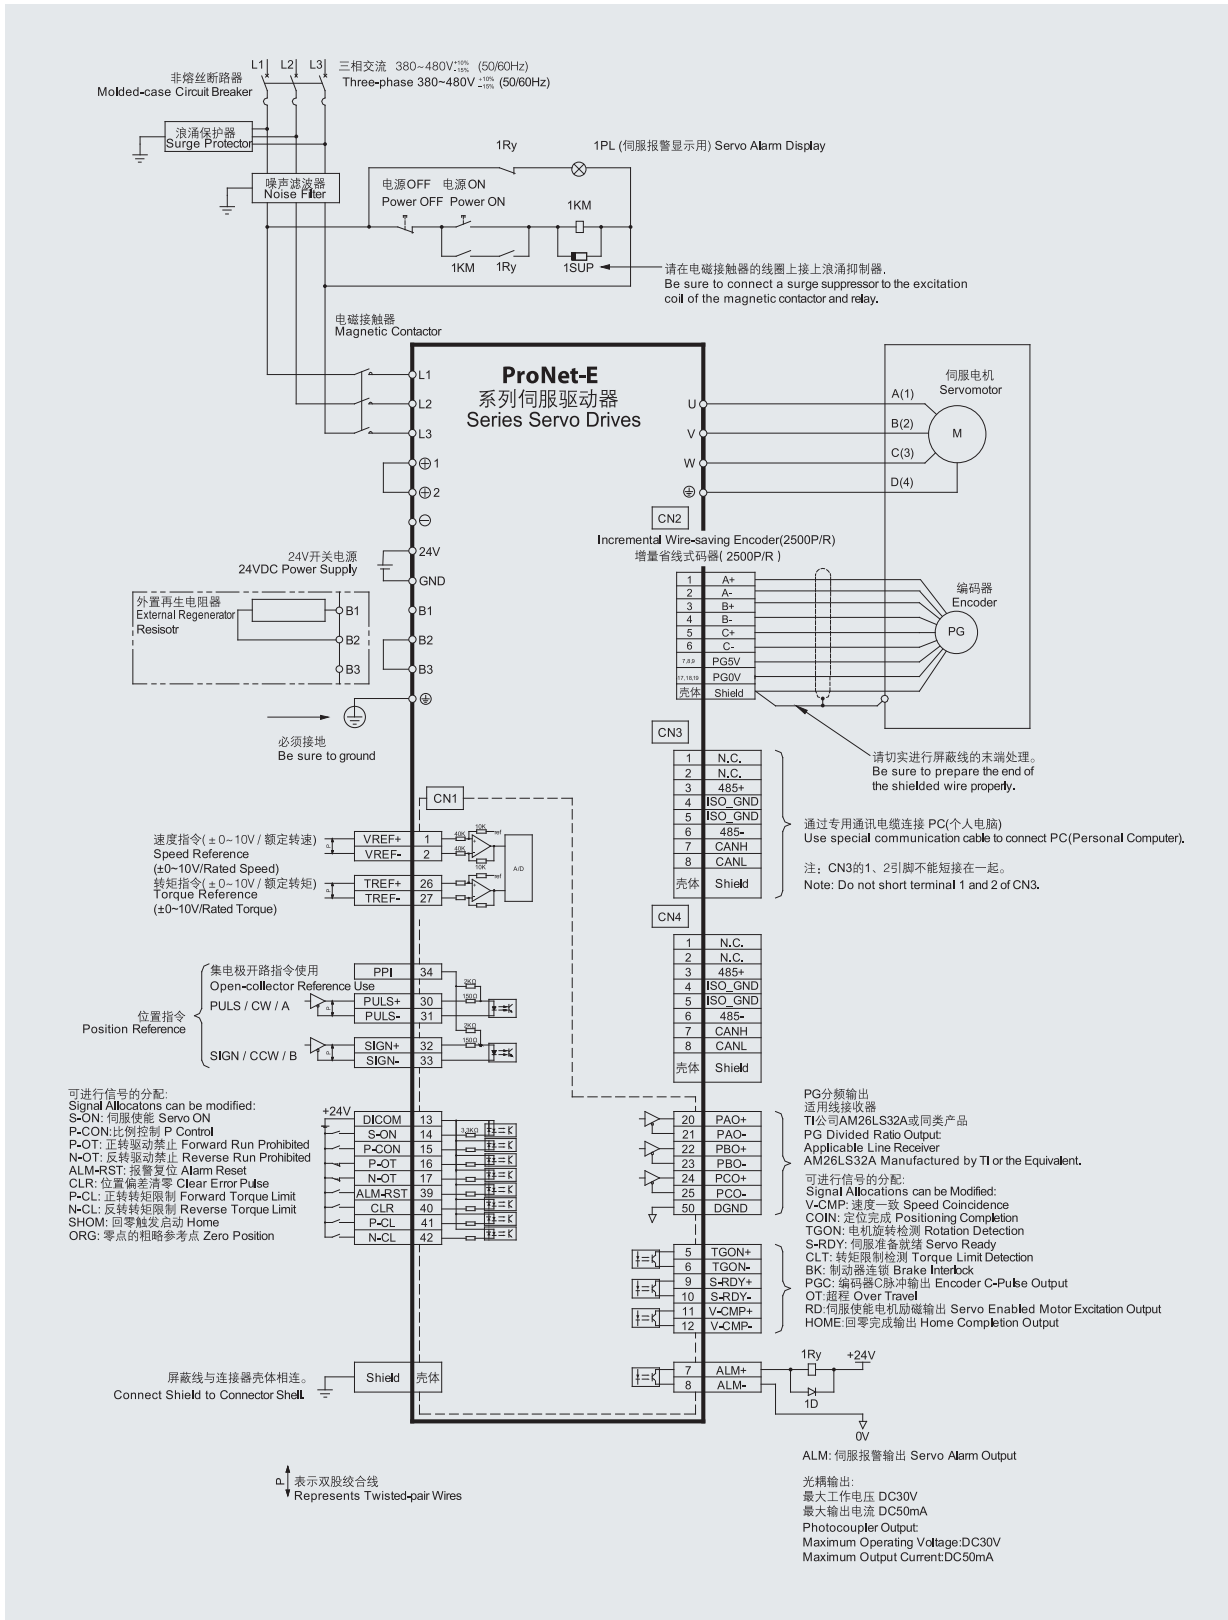 L1 L2 L3
三相交流 380~480V +10% -15% (50/60Hz)
Three-phase 380~480V +10% -15% (50/60Hz)
非熔丝断路器
Molded-case Circuit Breaker
浪涌保护器
Surge Protector
噪声滤波器
Noise Filter
1Ry
1PL (伺服报警显示用) Servo Alarm Display
电源OFF 电源ON
Power OFF Power ON
1KM
1KM 1Ry 1SUP
请在电磁接触器的线圈上接上浪涌抑制器.
Be sure to connect a surge suppressor to the excitation
coil of the magnetic contactor and relay.
电磁接触器
Magnetic Contactor
ProNet-E
系列伺服驱动器
Series Servo Drives
L1
L2
L3
1
2
24V
GND
B1
B2
B3
24V开关电源
24VDC Power Supply
外置再生电阻器
External Regenerator
Resisotr
B1
B2
B3
必须接地
Be sure to ground
U
V
W
A(1)
B(2)
C(3)
D(4)
伺服电机
Servomotor
M
CN2
Incremental Wire-saving Encoder(2500P/R)
增量省线式码器( 2500P/R )
1 A+
2 A-
3 B+
4 B-
5 C+
6 C-
7,8,9 PG5V
17,18,19 PG0V
壳体 Shield
编码器
Encoder
PG
请切实进行屏蔽线的末端处理。
Be sure to prepare the end of
the shielded wire properly.
CN3
1 N.C.
2 N.C.
3 485+
4 ISO_GND
5 ISO_GND
6 485-
7 CANH
8 CANL
壳体 Shield
通过专用通讯电缆连接 PC(个人电脑)
Use special communication cable to connect PC(Personal Computer).
注：CN3的1、2引脚不能短接在一起。
Note: Do not short terminal 1 and 2 of CN3.
CN4
1 N.C.
2 N.C.
3 485+
4 ISO_GND
5 ISO_GND
6 485-
7 CANH
8 CANL
壳体 Shield
CN1
速度指令( ± 0~10V / 额定转速)
Speed Reference
(±0~10V/Rated Speed)
转矩指令( ± 0~10V / 额定转矩)
Torque Reference
(±0~10V/Rated Torque)
P
P
VREF+ 1
VREF- 2
TREF+ 26
TREF- 27
40K
40K
10K
10K
ref
ref
A/D
位置指令
Position Reference
集电极开路指令使用
Open-collector Reference Use
PULS / CW / A
SIGN / CCW / B
P
P
PPI 34
PULS+ 30
PULS- 31
SIGN+ 32
SIGN- 33
2KΩ
150Ω
2KΩ
150Ω
可进行信号的分配:
Signal Allocatons can be modified:
S-ON: 伺服使能 Servo ON
P-CON:比例控制 P Control
P-OT: 正转驱动禁止 Forward Run Prohibited
N-OT: 反转驱动禁止 Reverse Run Prohibited
ALM-RST: 报警复位 Alarm Reset
CLR: 位置偏差清零 Clear Error Pulse
P-CL: 正转转矩限制 Forward Torque Limit
N-CL: 反转转矩限制 Reverse Torque Limit
SHOM: 回零触发启动 Home
ORG: 零点的粗略参考点 Zero Position
+24V
DICOM 13
S-ON 14
P-CON 15
P-OT 16
N-OT 17
ALM-RST 39
CLR 40
P-CL 41
N-CL 42
3.3KΩ
20 PAO+
21 PAO-
22 PBO+
23 PBO-
24 PCO+
25 PCO-
50 DGND
PG分频输出
适用线接收器
TI公司AM26LS32A或同类产品
PG Divided Ratio Output:
Applicable Line Receiver
AM26LS32A Manufactured by TI or the Equivalent.
5 TGON+
6 TGON-
9 S-RDY+
10 S-RDY-
11 V-CMP+
12 V-CMP-
可进行信号的分配:
Signal Allocations can be Modified:
V-CMP: 速度一致 Speed Coincidence
COIN: 定位完成 Positioning Completion
TGON: 电机旋转检测 Rotation Detection
S-RDY: 伺服准备就绪 Servo Ready
CLT: 转矩限制检测 Torque Limit Detection
BK: 制动器连锁 Brake Interlock
PGC: 编码器C脉冲输出 Encoder C-Pulse Output
OT:超程 Over Travel
RD:伺服使能电机励磁输出 Servo Enabled Motor Excitation Output
HOME:回零完成输出 Home Completion Output
7 ALM+
8 ALM-
1Ry
+24V
1D
0V
ALM: 伺服报警输出 Servo Alarm Output
光耦输出:
最大工作电压 DC30V
最大输出电流 DC50mA
Photocoupler Output:
Maximum Operating Voltage:DC30V
Maximum Output Current:DC50mA
屏蔽线与连接器壳体相连。
Connect Shield to Connector Shell.
Shield 壳体
P
表示双股绞合线
Represents Twisted-pair Wires